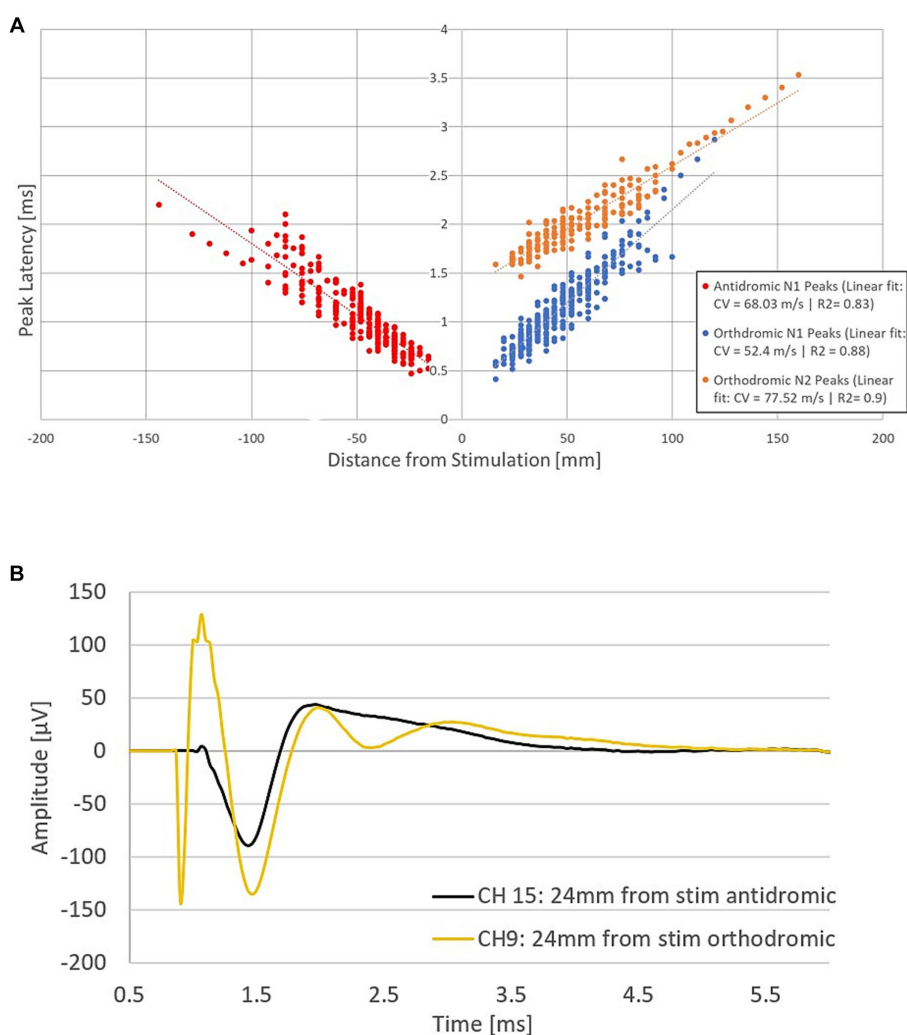 A
4
3.5
3
2.5
2
1.5
1
0.5
0
Peak Latency [ms]
-200 -150 -100 -50 0 50 100 150 200
Distance from Stimulation [mm]
Antidromic N1 Peaks (Linear fit:
CV = 68.03 m/s | R2= 0.83)
Orthdromic N1 Peaks (Linear fit:
CV = 52.4 m/s | R2 = 0.88)
Orthodromic N2 Peaks (Linear
fit: CV = 77.52 m/s | R2= 0.9)
B
150
100
50
0
-50
-100
-150
-200
Amplitude [µV]
CH 15: 24mm from stim antidromic
CH9: 24mm from stim orthodromic
0.5 1.5 2.5 3.5 4.5 5.5
Time [ms]